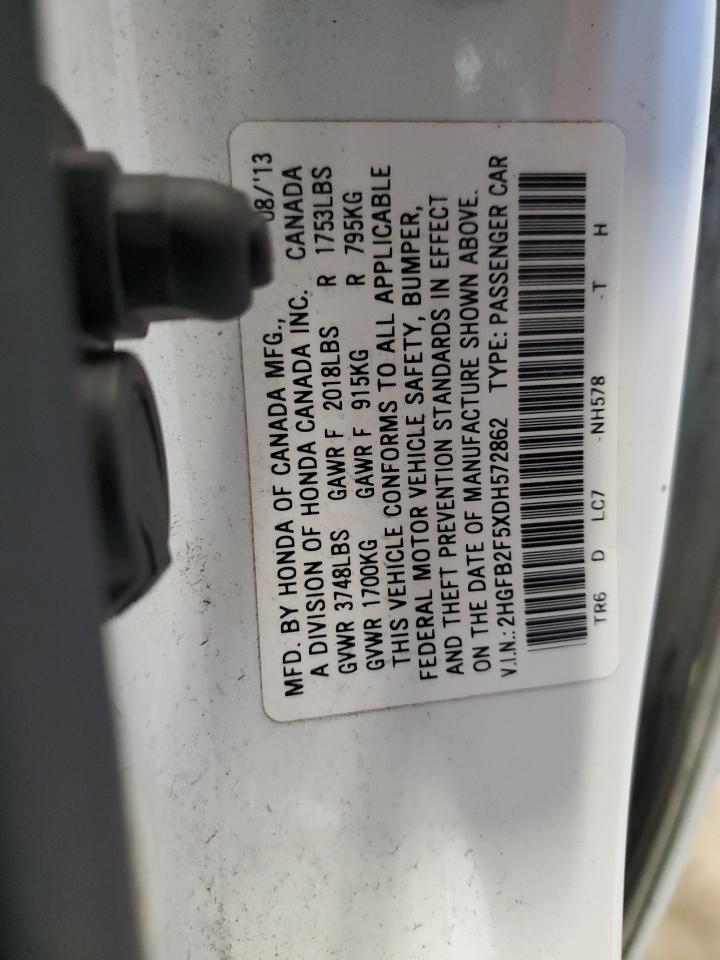 08/'13
MFD. BY HONDA OF CANADA MFG.,
A DIVISION OF HONDA CANADA INC. CANADA
GVWR 3748LBS GAWR F 2018LBS R 1753LBS
GVWR 1700KG GAWR F 915KG R 795KG
THIS VEHICLE CONFORMS TO ALL APPLICABLE
FEDERAL MOTOR VEHICLE SAFETY, BUMPER,
AND THEFT PREVENTION STANDARDS IN EFFECT
ON THE DATE OF MANUFACTURE SHOWN ABOVE.
V.I.N.: 2HGFB2F5XDH572862 TYPE: PASSENGER CAR
TR6 D LC7 -NH578 -T H